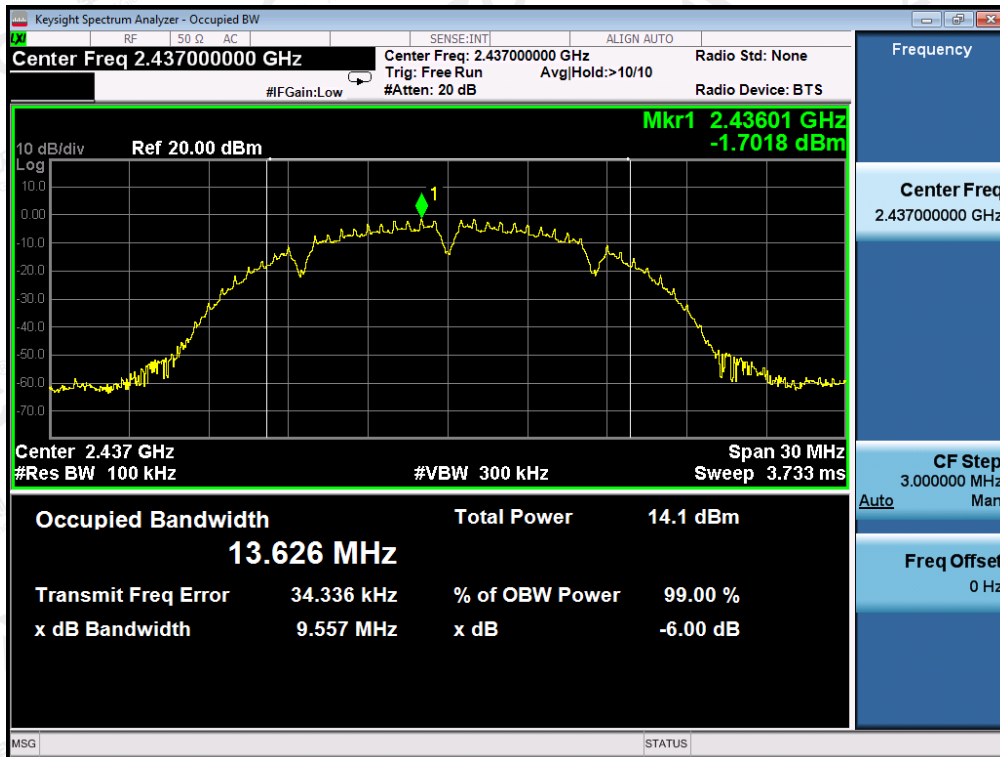 Keysight Spectrum Analyzer - Occupied BW
LXI RF 50 Ω AC SENSE:INT ALIGN AUTO
Center Freq 2.437000000 GHz
Center Freq: 2.437000000 GHz Radio Std: None
Trig: Free Run Avg|Hold:>10/10
#IFGain:Low #Atten: 20 dB Radio Device: BTS
Mkr1 2.43601 GHz
-1.7018 dBm
10 dB/div Ref 20.00 dBm
Log
10.0
0.00
-10.0
-20.0
-30.0
-40.0
-50.0
-60.0
-70.0
1
Center 2.437 GHz Span 30 MHz
#Res BW 100 kHz #VBW 300 kHz Sweep 3.733 ms
Occupied Bandwidth Total Power 14.1 dBm
13.626 MHz
Transmit Freq Error 34.336 kHz % of OBW Power 99.00 %
x dB Bandwidth 9.557 MHz x dB -6.00 dB
MSG STATUS
Frequency
Center Freq
2.437000000 GHz
CF Step
3.000000 MHz
Auto Man
Freq Offset
0 Hz